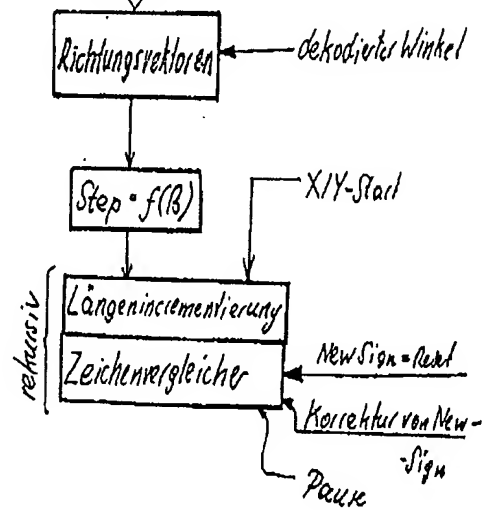 Richtungsvektoren
dekodierter Winkel
Step = f(β)
X/Y-Start
rekursiv
Längenincrementierung
Zeichenvergleicher
New Sign = Reset
Korrektur von New-
-Sign
Pause